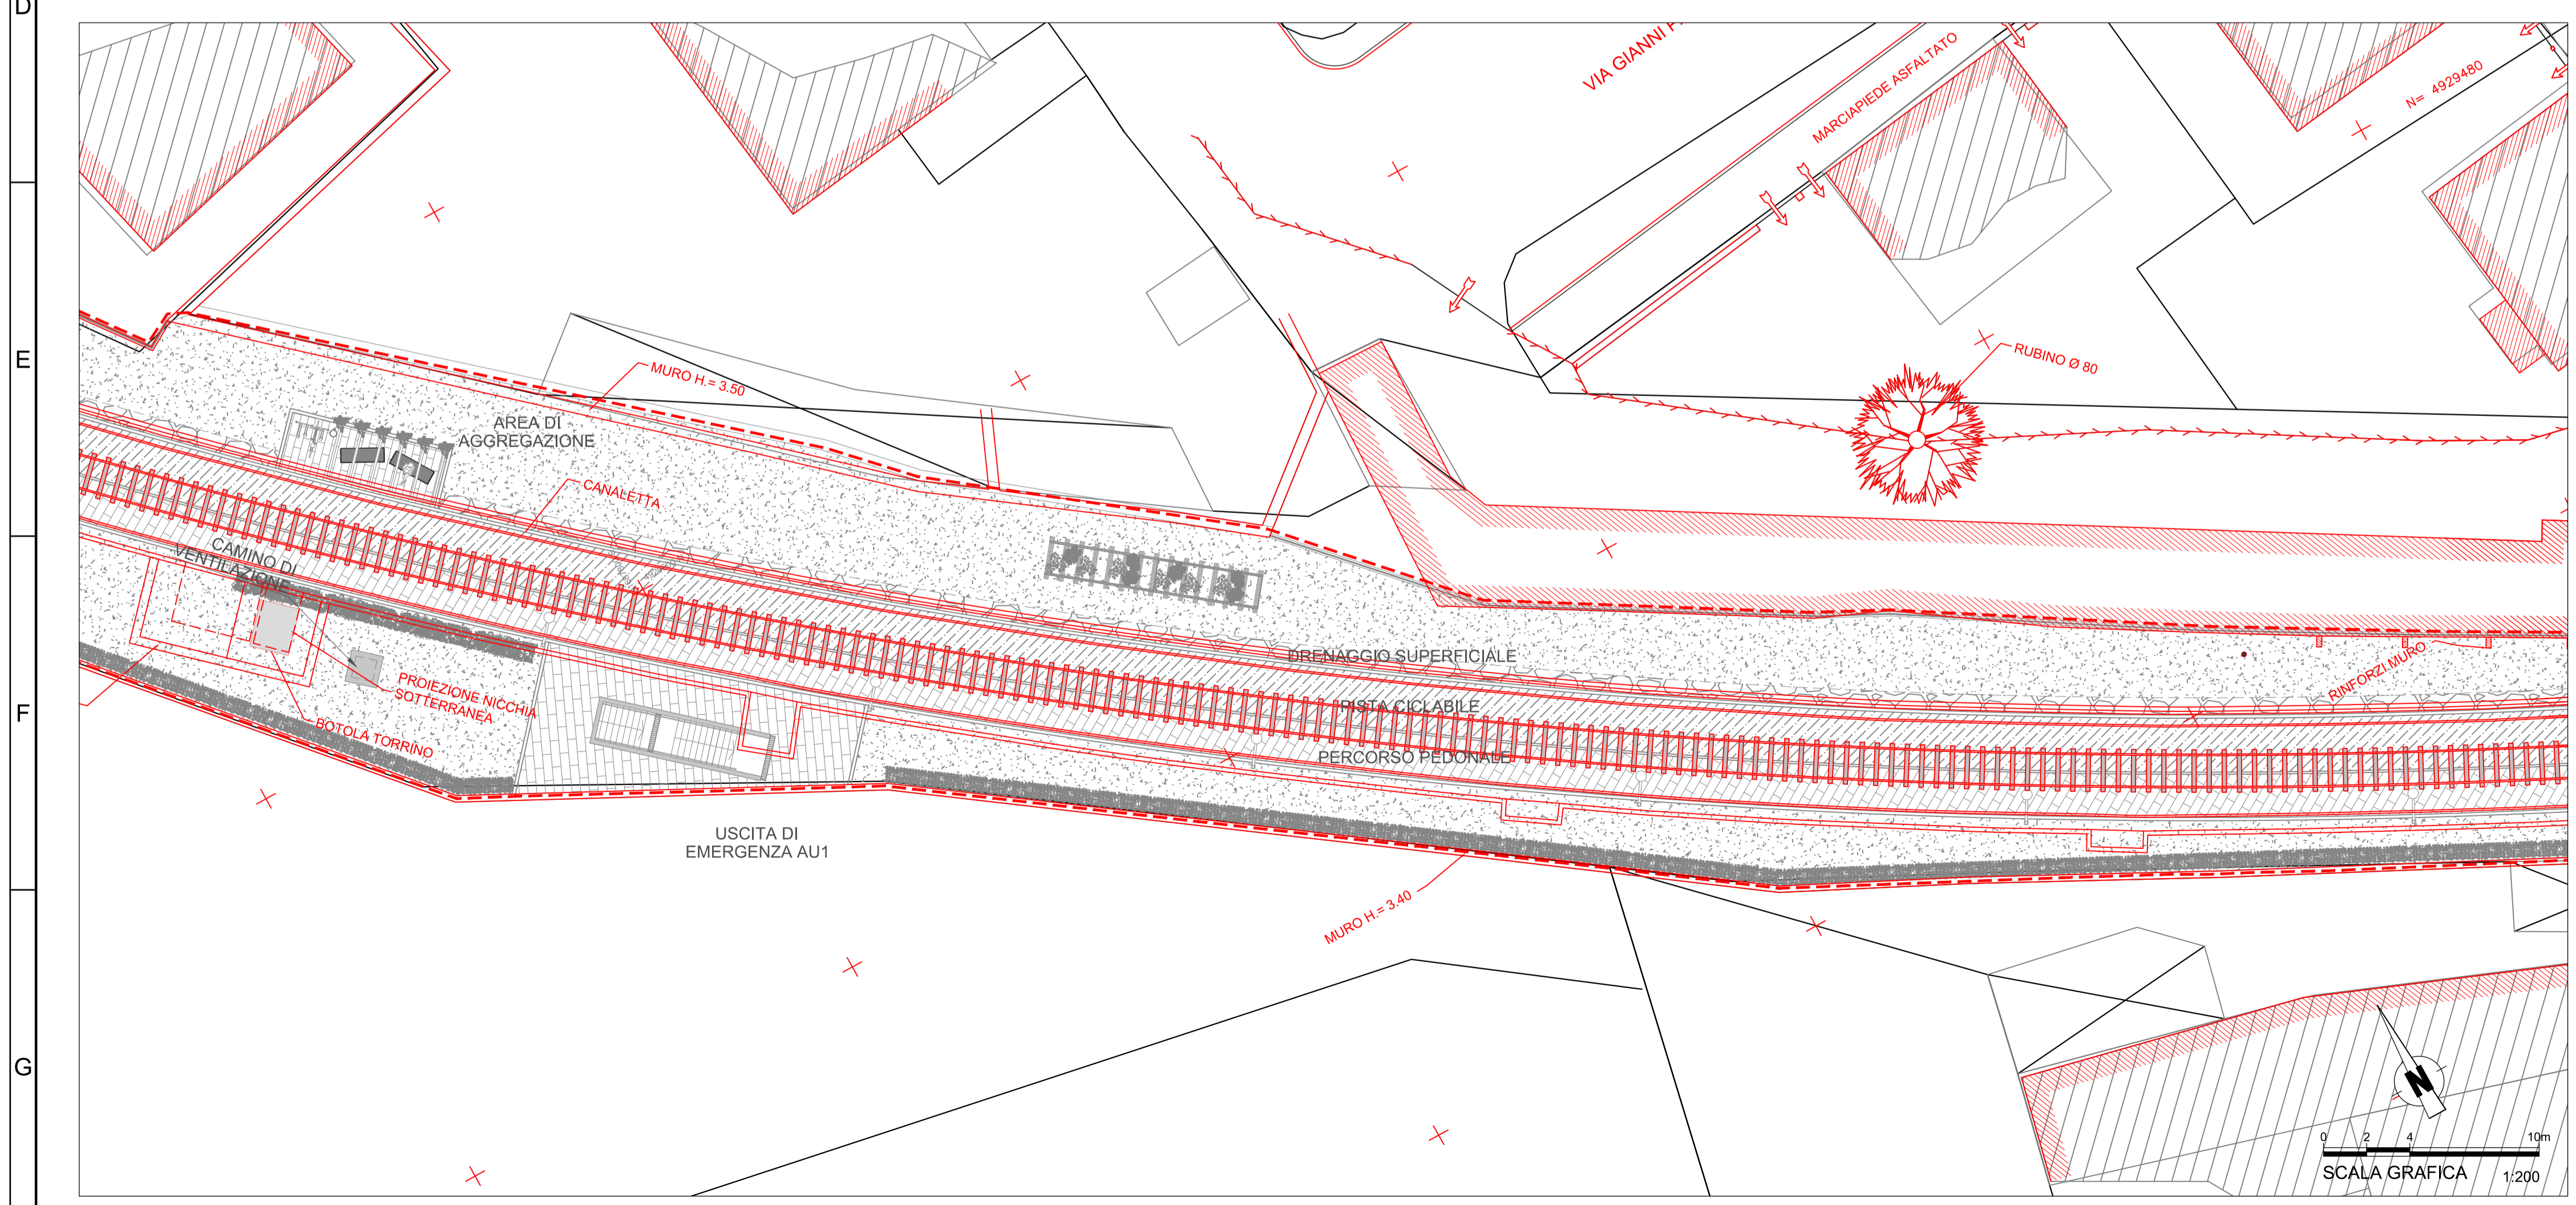 D
VIA GIANNI
MARCIAPIEDE ASFALTATO
N= 4929480
E
RUBINO Ø 80
MURO H.= 3.50
AREA DI
AGGREGAZIONE
CANALETTA
CAMINO DI
VENTILAZIONE
DRENAGGIO SUPERFICIALE
RINFORZI MURO
F
PROIEZIONE NICCHIA
SOTTERRANEA
PISTA CICLABILE
BOTOLA TORRINO
PERCORSO PEDONALE
USCITA DI
EMERGENZA AU1
MURO H.= 3.40
G
N
0 2 4 10m
SCALA GRAFICA 1:200